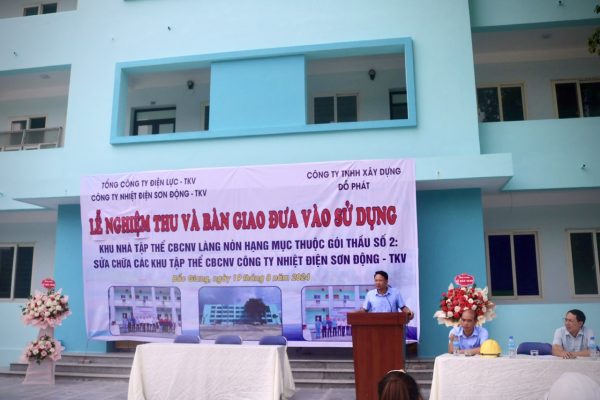 TỔNG CÔNG TY ĐIỆN LỰC - TKV
CÔNG TY NHIỆT ĐIỆN SƠN ĐỘNG - TKV
CÔNG TY TNHH XÂY DỰNG
ĐỖ PHÁT
LỄ NGHIỆM THU VÀ BÀN GIAO ĐƯA VÀO SỬ DỤNG
KHU NHÀ TẬP THỂ CBCNV LÀNG NÒN HẠNG MỤC THUỘC GÓI THẦU SỐ 2:
SỬA CHỮA CÁC KHU TẬP THỂ CBCNV CÔNG TY NHIỆT ĐIỆN SƠN ĐỘNG - TKV
Bắc Giang, ngày 19 tháng 8 năm 2024